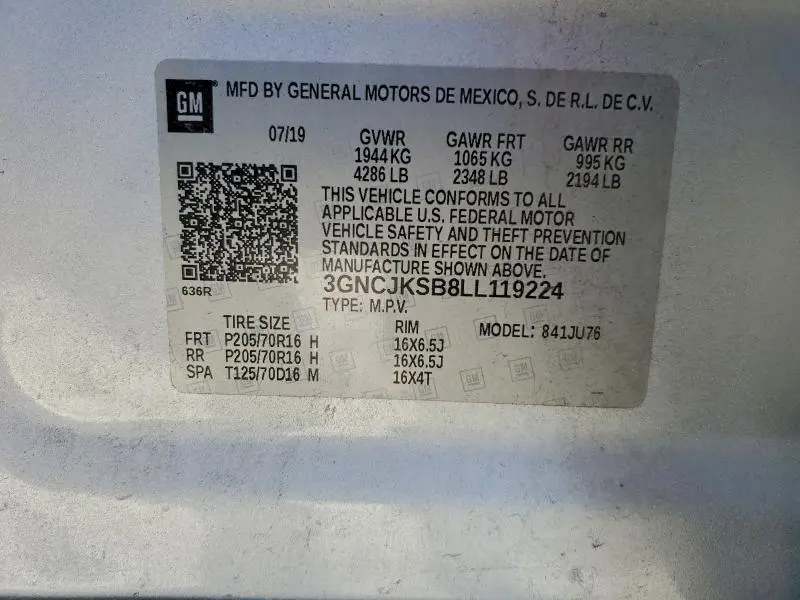 GM® MFD BY GENERAL MOTORS DE MEXICO, S. DE R.L. DE C.V.
07/19 GVWR GAWR FRT GAWR RR
1944 KG 1065 KG 995 KG
4286 LB 2348 LB 2194 LB
THIS VEHICLE CONFORMS TO ALL
APPLICABLE U.S. FEDERAL MOTOR
VEHICLE SAFETY AND THEFT PREVENTION
STANDARDS IN EFFECT ON THE DATE OF
MANUFACTURE SHOWN ABOVE.
636R
3GNCJKSB8LL119224
TYPE: M.P.V.
TIRE SIZE RIM MODEL: 841JU76
FRT P205/70R16 H 16X6.5J
RR P205/70R16 H 16X6.5J
SPA T125/70D16 M 16X4T